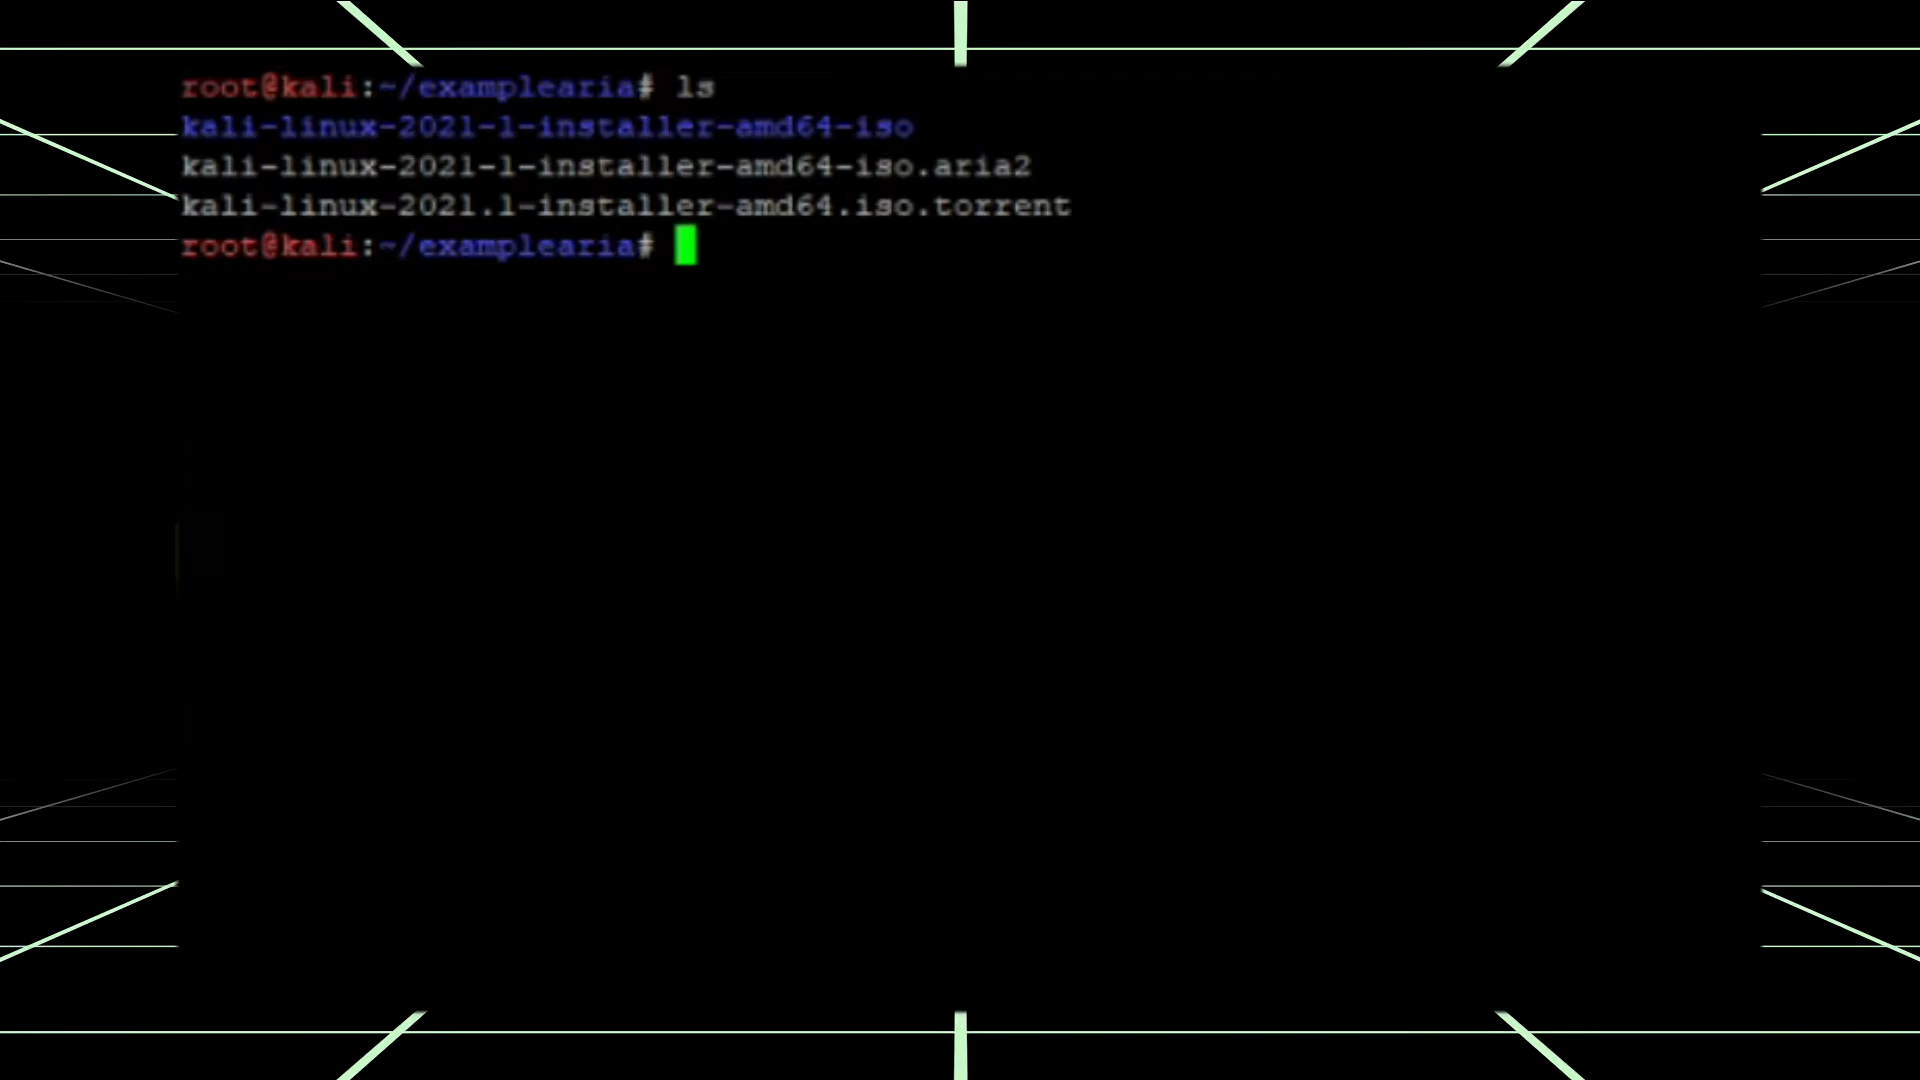 root@kali:~/examplearia# ls
kali-linux-2021-1-installer-amd64-iso
kali-linux-2021-1-installer-amd64-iso.aria2
kali-linux-2021.1-installer-amd64.iso.torrent
root@kali:~/examplearia#